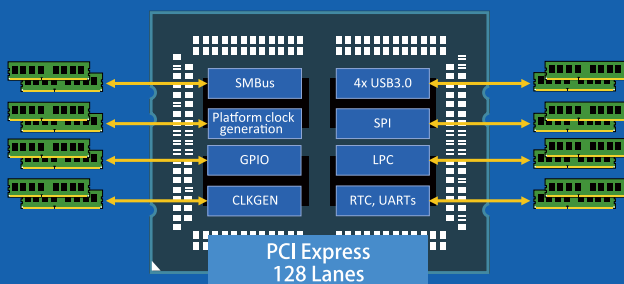 SMBus
4x USB3.0
Platform clock
generation
SPI
GPIO
LPC
CLKGEN
RTC, UARTs
PCI Express
128 Lanes